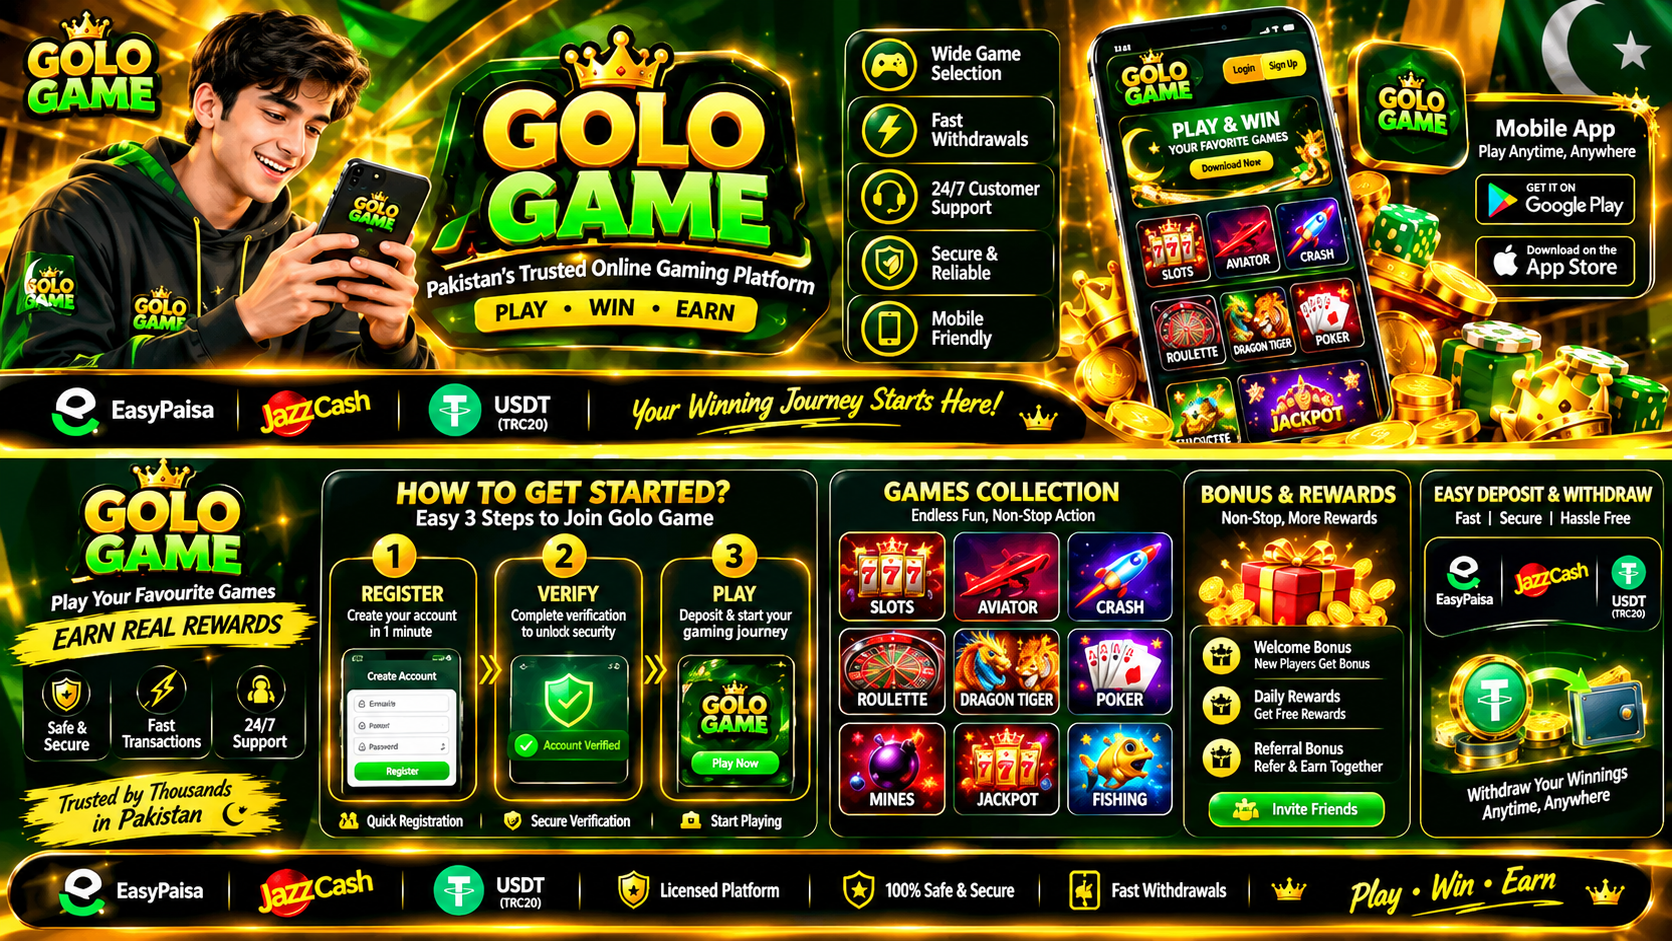 GOLO
GAME
GOLO
GAME
GOLO
GAME
GOLO
GAME
GOLO
GAME
Pakistan's Trusted Online Gaming Platform
PLAY • WIN • EARN
Wide Game
Selection
Fast
Withdrawals
24/7 Customer
Support
Secure &
Reliable
Mobile
Friendly
GOLO
GAME
Login
Sign Up
PLAY & WIN
YOUR FAVORITE GAMES
Download Now
SLOTS
AVIATOR
CRASH
ROULETTE
DRAGON TIGER
POKER
JACKPOT
GOLO
GAME
Mobile App
Play Anytime, Anywhere
GET IT ON
Google Play
Download on the
App Store
EasyPaisa
JazzCash
USDT
(TRC20)
Your Winning Journey Starts Here!
GOLO
GAME
Play Your Favourite Games
EARN REAL REWARDS
Safe &
Secure
Fast
Transactions
24/7
Support
Trusted by Thousands
in Pakistan
HOW TO GET STARTED?
Easy 3 Steps to Join Golo Game
1
REGISTER
Create your account
in 1 minute
Create Account
Password
Register
Quick Registration
2
VERIFY
Complete verification
to unlock security
Account Verified
Secure Verification
3
PLAY
Deposit & start your
gaming journey
GOLO
GAME
Play Now
Start Playing
GAMES COLLECTION
Endless Fun, Non-Stop Action
777
SLOTS
AVIATOR
CRASH
ROULETTE
DRAGON TIGER
POKER
MINES
777
JACKPOT
FISHING
BONUS & REWARDS
Non-Stop, More Rewards
Welcome Bonus
New Players Get Bonus
Daily Rewards
Get Free Rewards
Referral Bonus
Refer & Earn Together
Invite Friends
EASY DEPOSIT & WITHDRAW
Fast | Secure | Hassle Free
EasyPaisa
JazzCash
USDT
(TRC20)
Withdraw Your Winnings
Anytime, Anywhere
EasyPaisa
JazzCash
USDT
(TRC20)
Licensed Platform
100% Safe & Secure
Fast Withdrawals
Play • Win • Earn